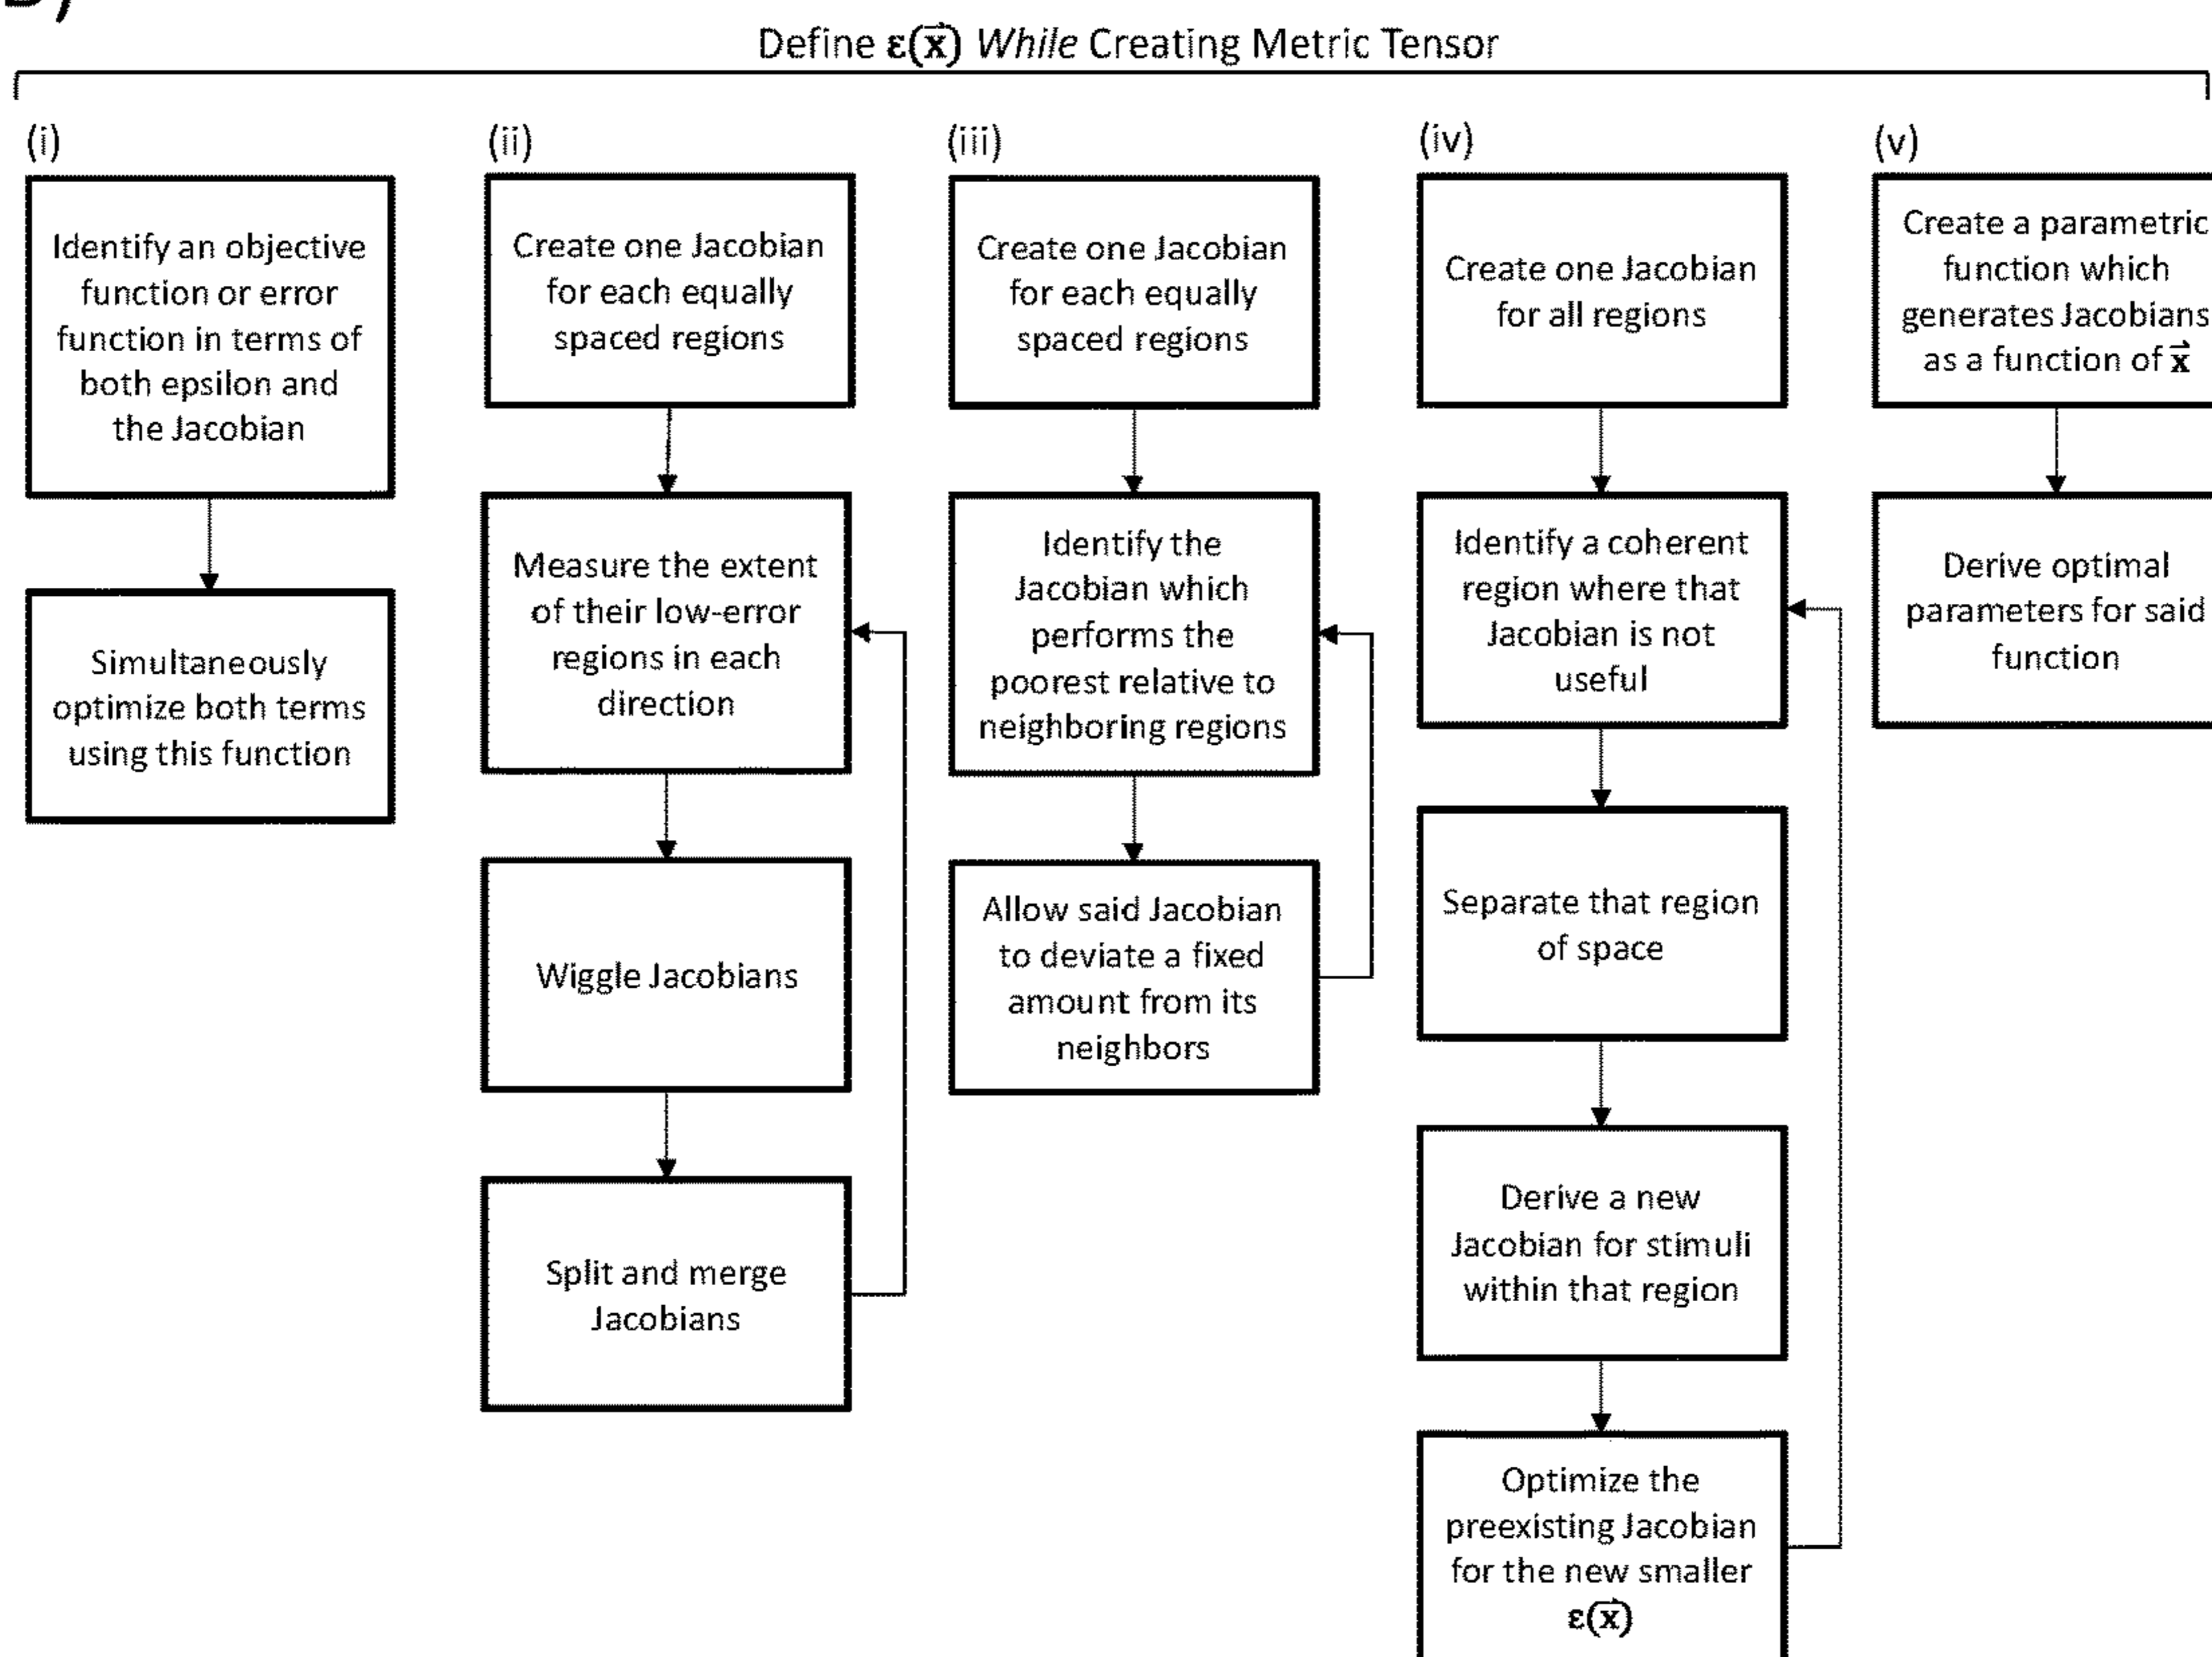 Define ε(x⃗) While Creating Metric Tensor
(i)
Identify an objective
function or error
function in terms of
both epsilon and
the Jacobian
Simultaneously
optimize both terms
using this function
(ii)
Create one Jacobian
for each equally
spaced regions
Measure the extent
of their low-error
regions in each
direction
Wiggle Jacobians
Split and merge
Jacobians
(iii)
Create one Jacobian
for each equally
spaced regions
Identify the
Jacobian which
performs the
poorest relative to
neighboring regions
Allow said Jacobian
to deviate a fixed
amount from its
neighbors
(iv)
Create one Jacobian
for all regions
Identify a coherent
region where that
Jacobian is not
useful
Separate that region
of space
Derive a new
Jacobian for stimuli
within that region
Optimize the
preexisting Jacobian
for the new smaller
ε(x⃗)
(v)
Create a parametric
function which
generates Jacobians
as a function of x⃗
Derive optimal
parameters for said
function